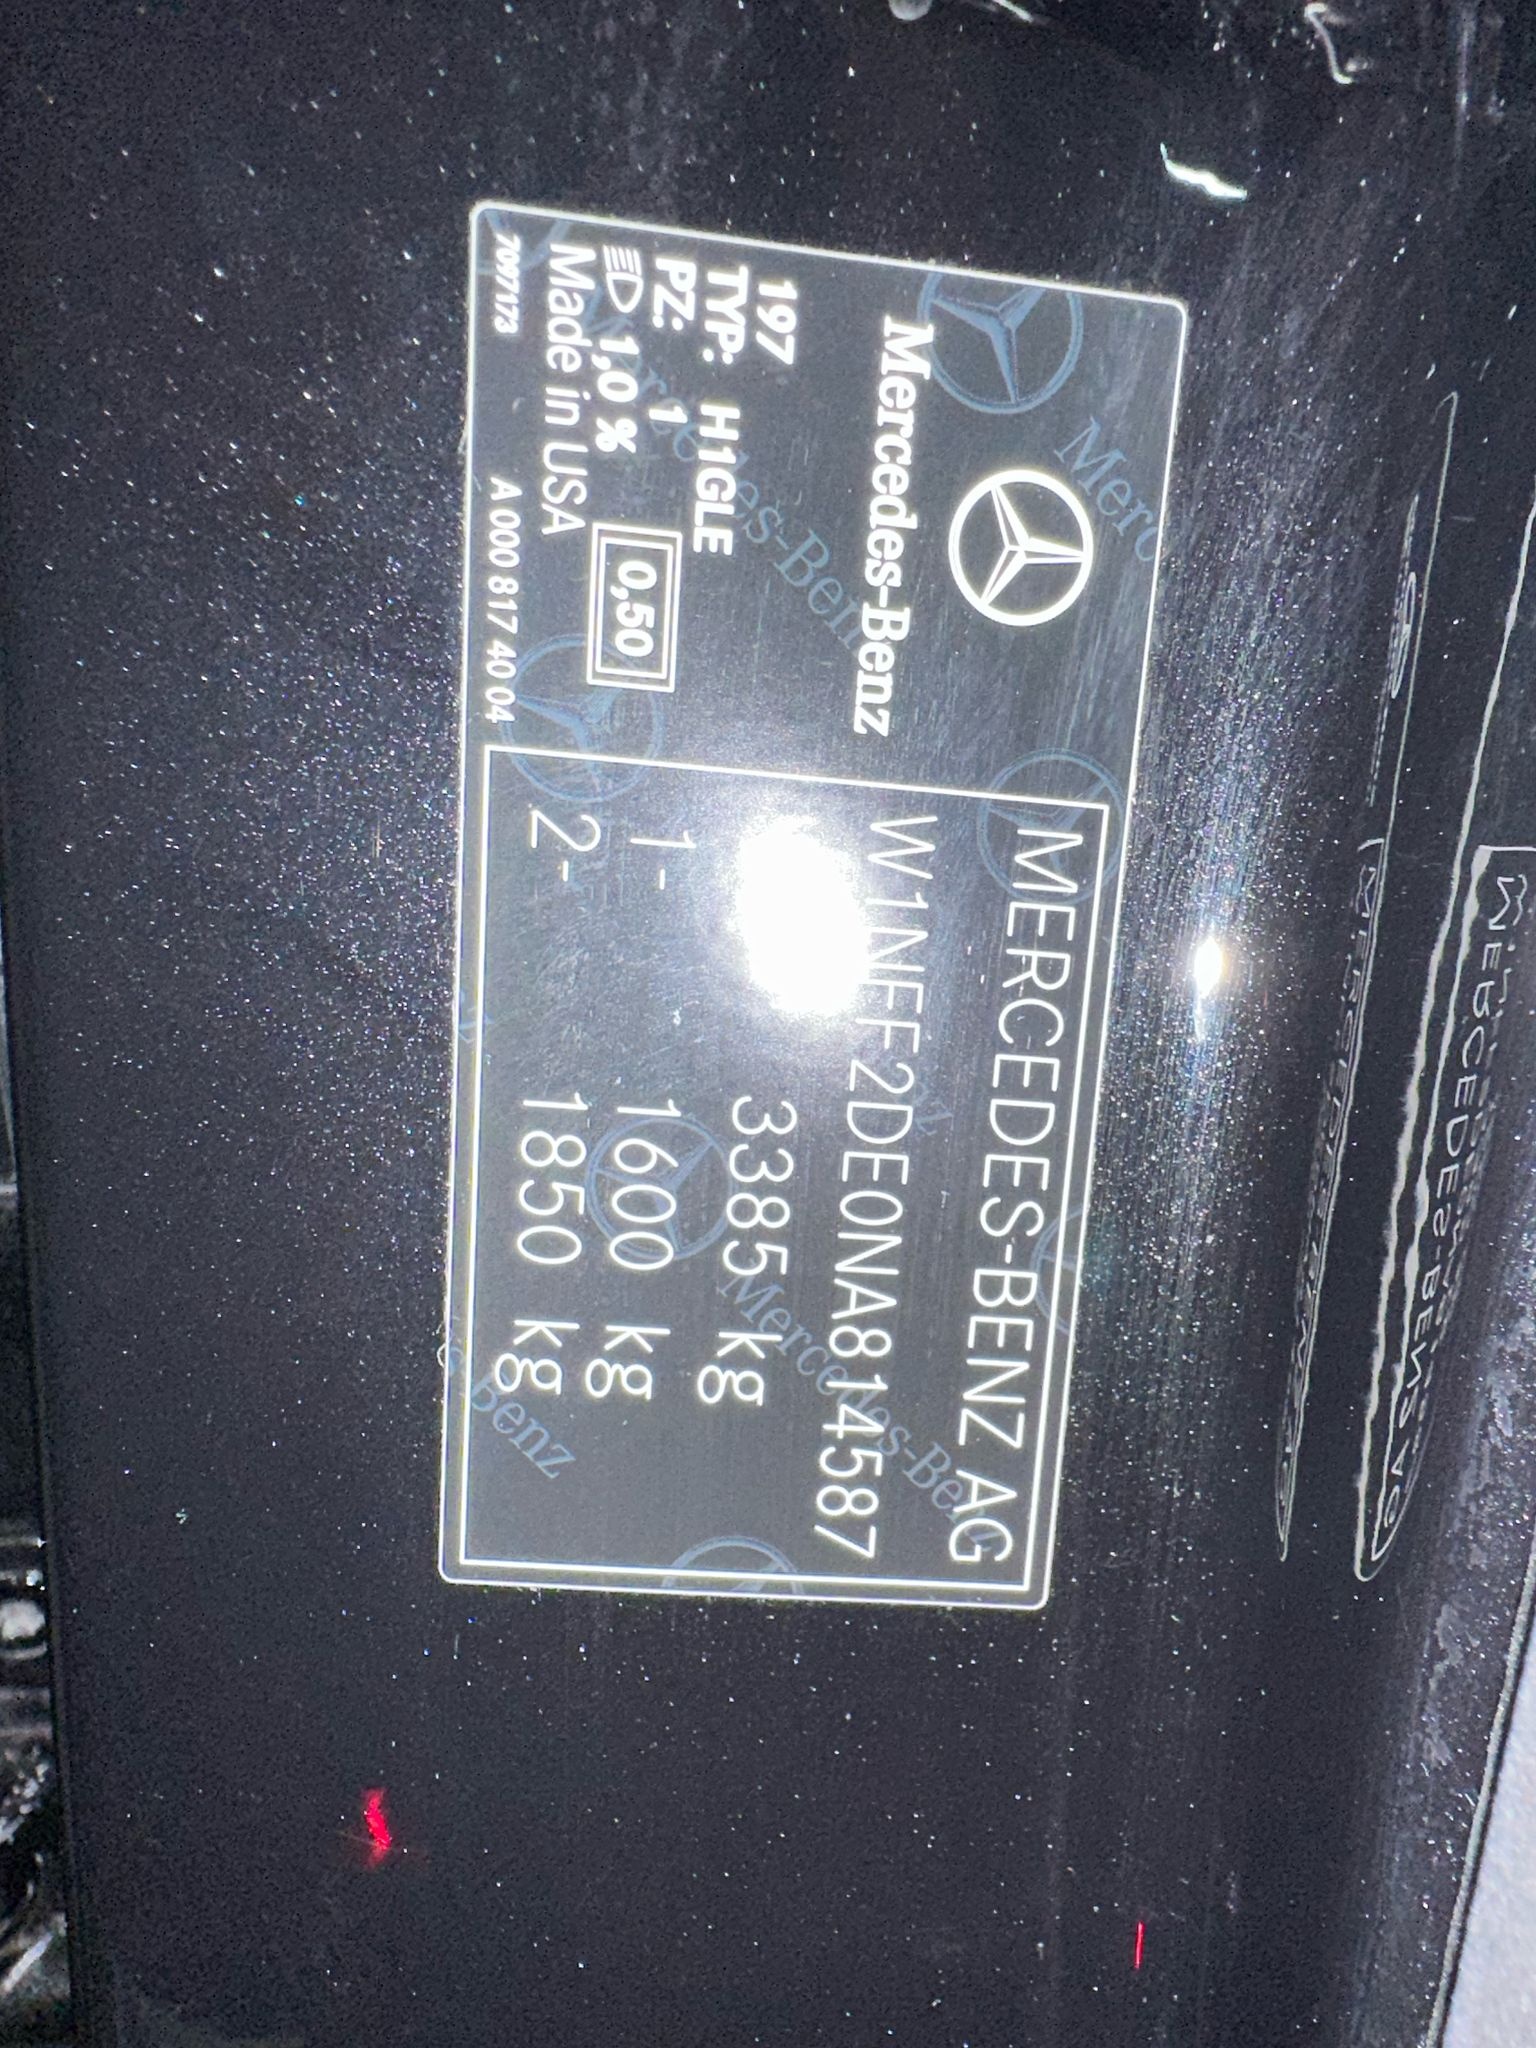 Mercedes-Benz
197
TYP: H1GLE
PZ: 1
1,0 %
0,50
Made in USA
7097173 A 000 817 40 04
MERCEDES-BENZ AG
W1NFF2DE0NA814587
3385 kg
1- 1600 kg
2- 1850 kg